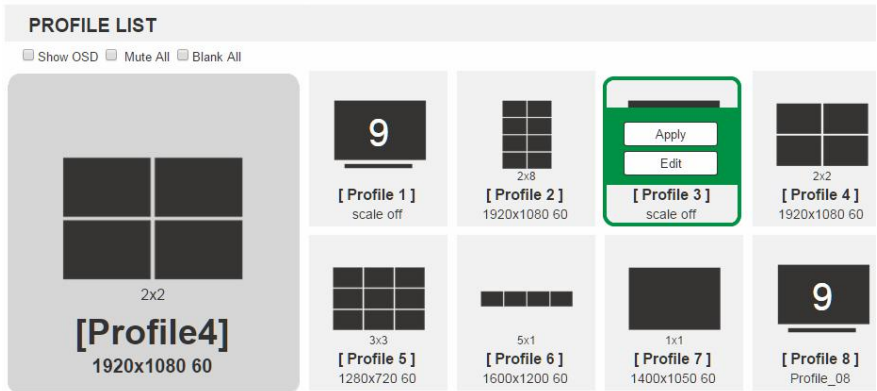 PROFILE LIST
Show OSD Mute All Blank All
2x2
[Profile4]
1920x1080 60
9
[ Profile 1 ]
scale off
2x8
[ Profile 2 ]
1920x1080 60
Apply
Edit
[ Profile 3 ]
scale off
2x2
[ Profile 4 ]
1920x1080 60
3x3
[ Profile 5 ]
1280x720 60
5x1
[ Profile 6 ]
1600x1200 60
1x1
[ Profile 7 ]
1400x1050 60
9
[ Profile 8 ]
Profile_08